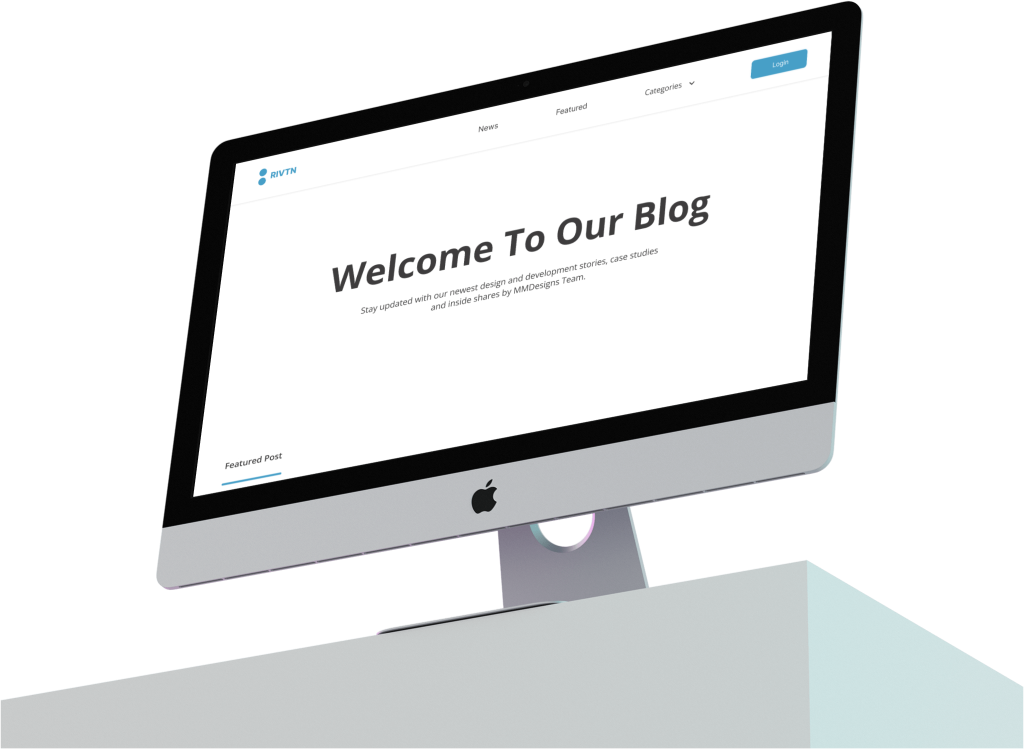 RIVTN
News
Featured
Categories
Login
Welcome To Our Blog
Stay updated with our newest design and development stories, case studies
and inside shares by MMDesigns Team.
Featured Post